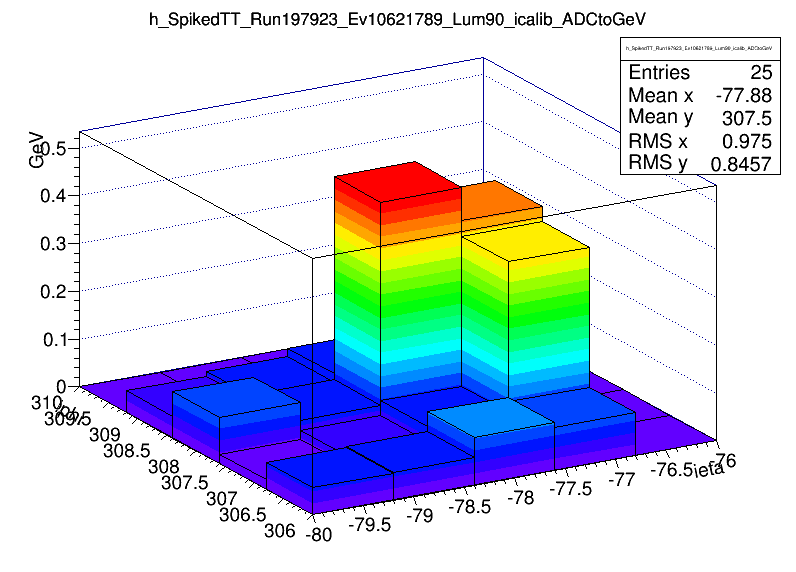 h_SpikedTT_Run197923_Ev10621789_Lum90_icalib_ADCtoGeV
h_SpikedTT_Run197923_Ev10621789_Lum90_icalib_ADCtoGeV
Entries 25
Mean x -77.88
Mean y 307.5
RMS x 0.975
RMS y 0.8457
GeV
0.5
0.4
0.3
0.2
0.1
0
310
309.5
309
308.5
308
307.5
307
306.5
306
-80
-79.5
-79
-78.5
-78
-77.5
-77
-76.5
-76
ieta